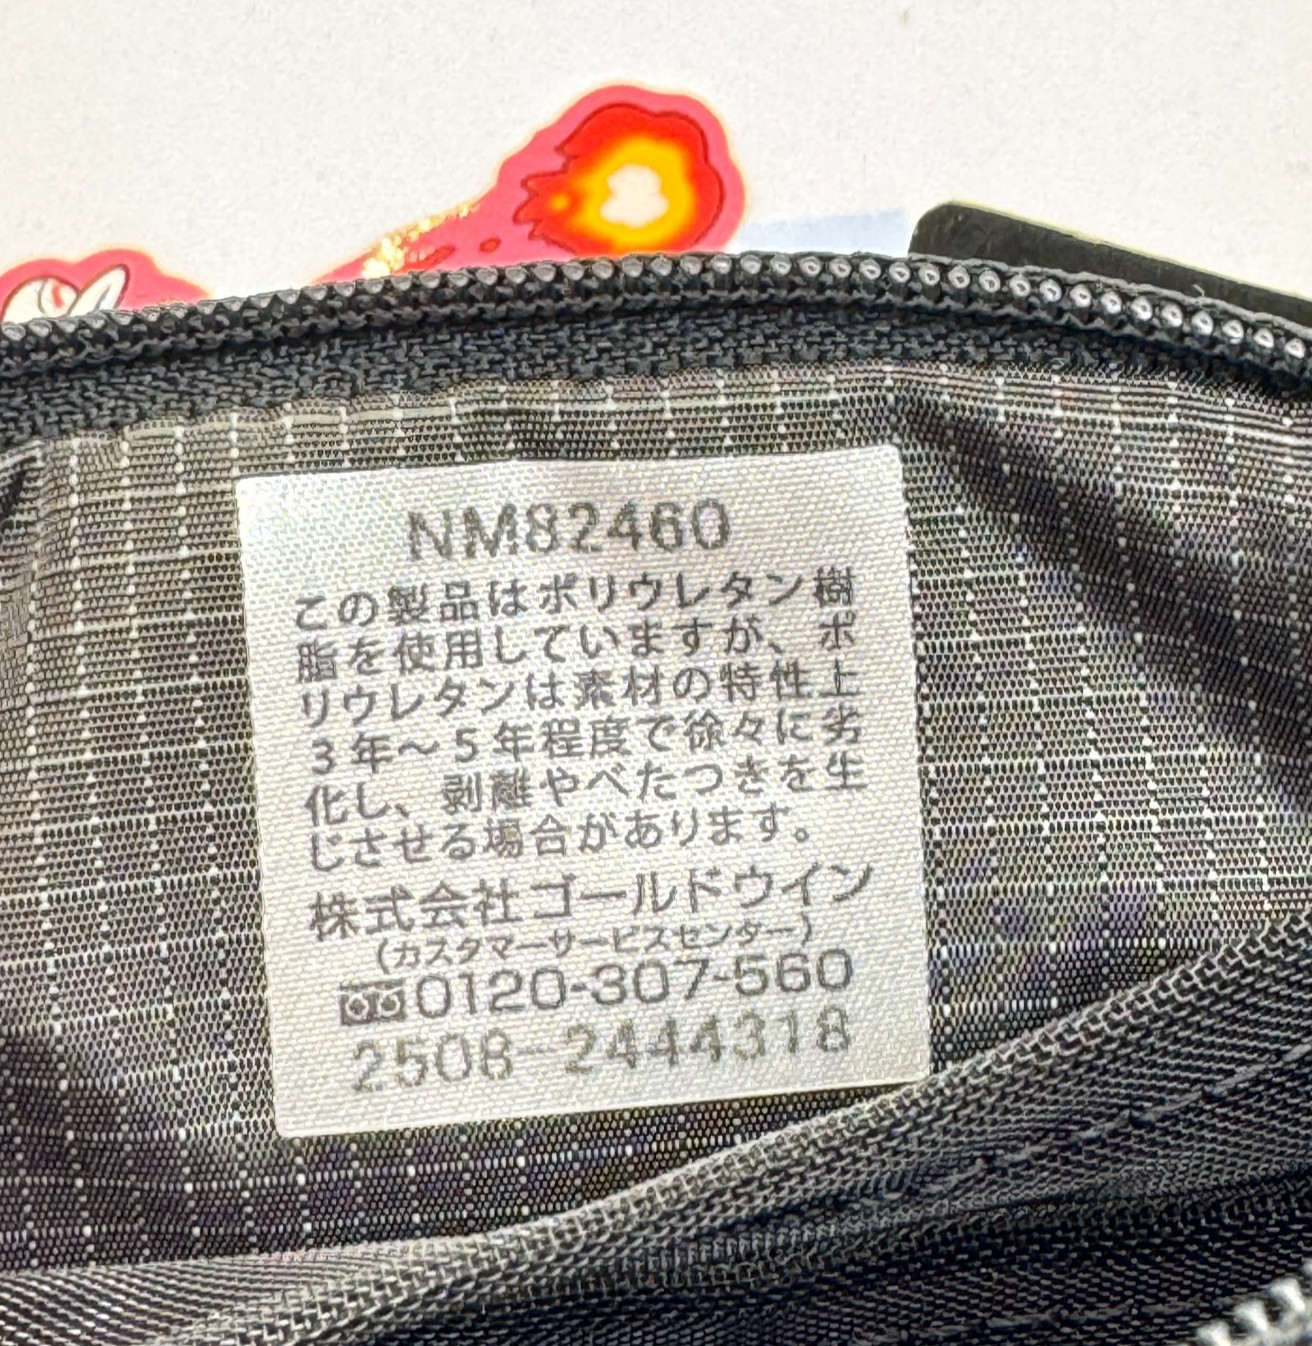 NM82460
この製品はポリウレタン樹
脂を使用していますが、ポ
リウレタンは素材の特性上
3年～5年程度で徐々に劣
化し、剥離やべたつきを生
じさせる場合があります。
株式会社ゴールドウイン
(カスタマーサービスセンター)
0120-307-560
2508-2444318